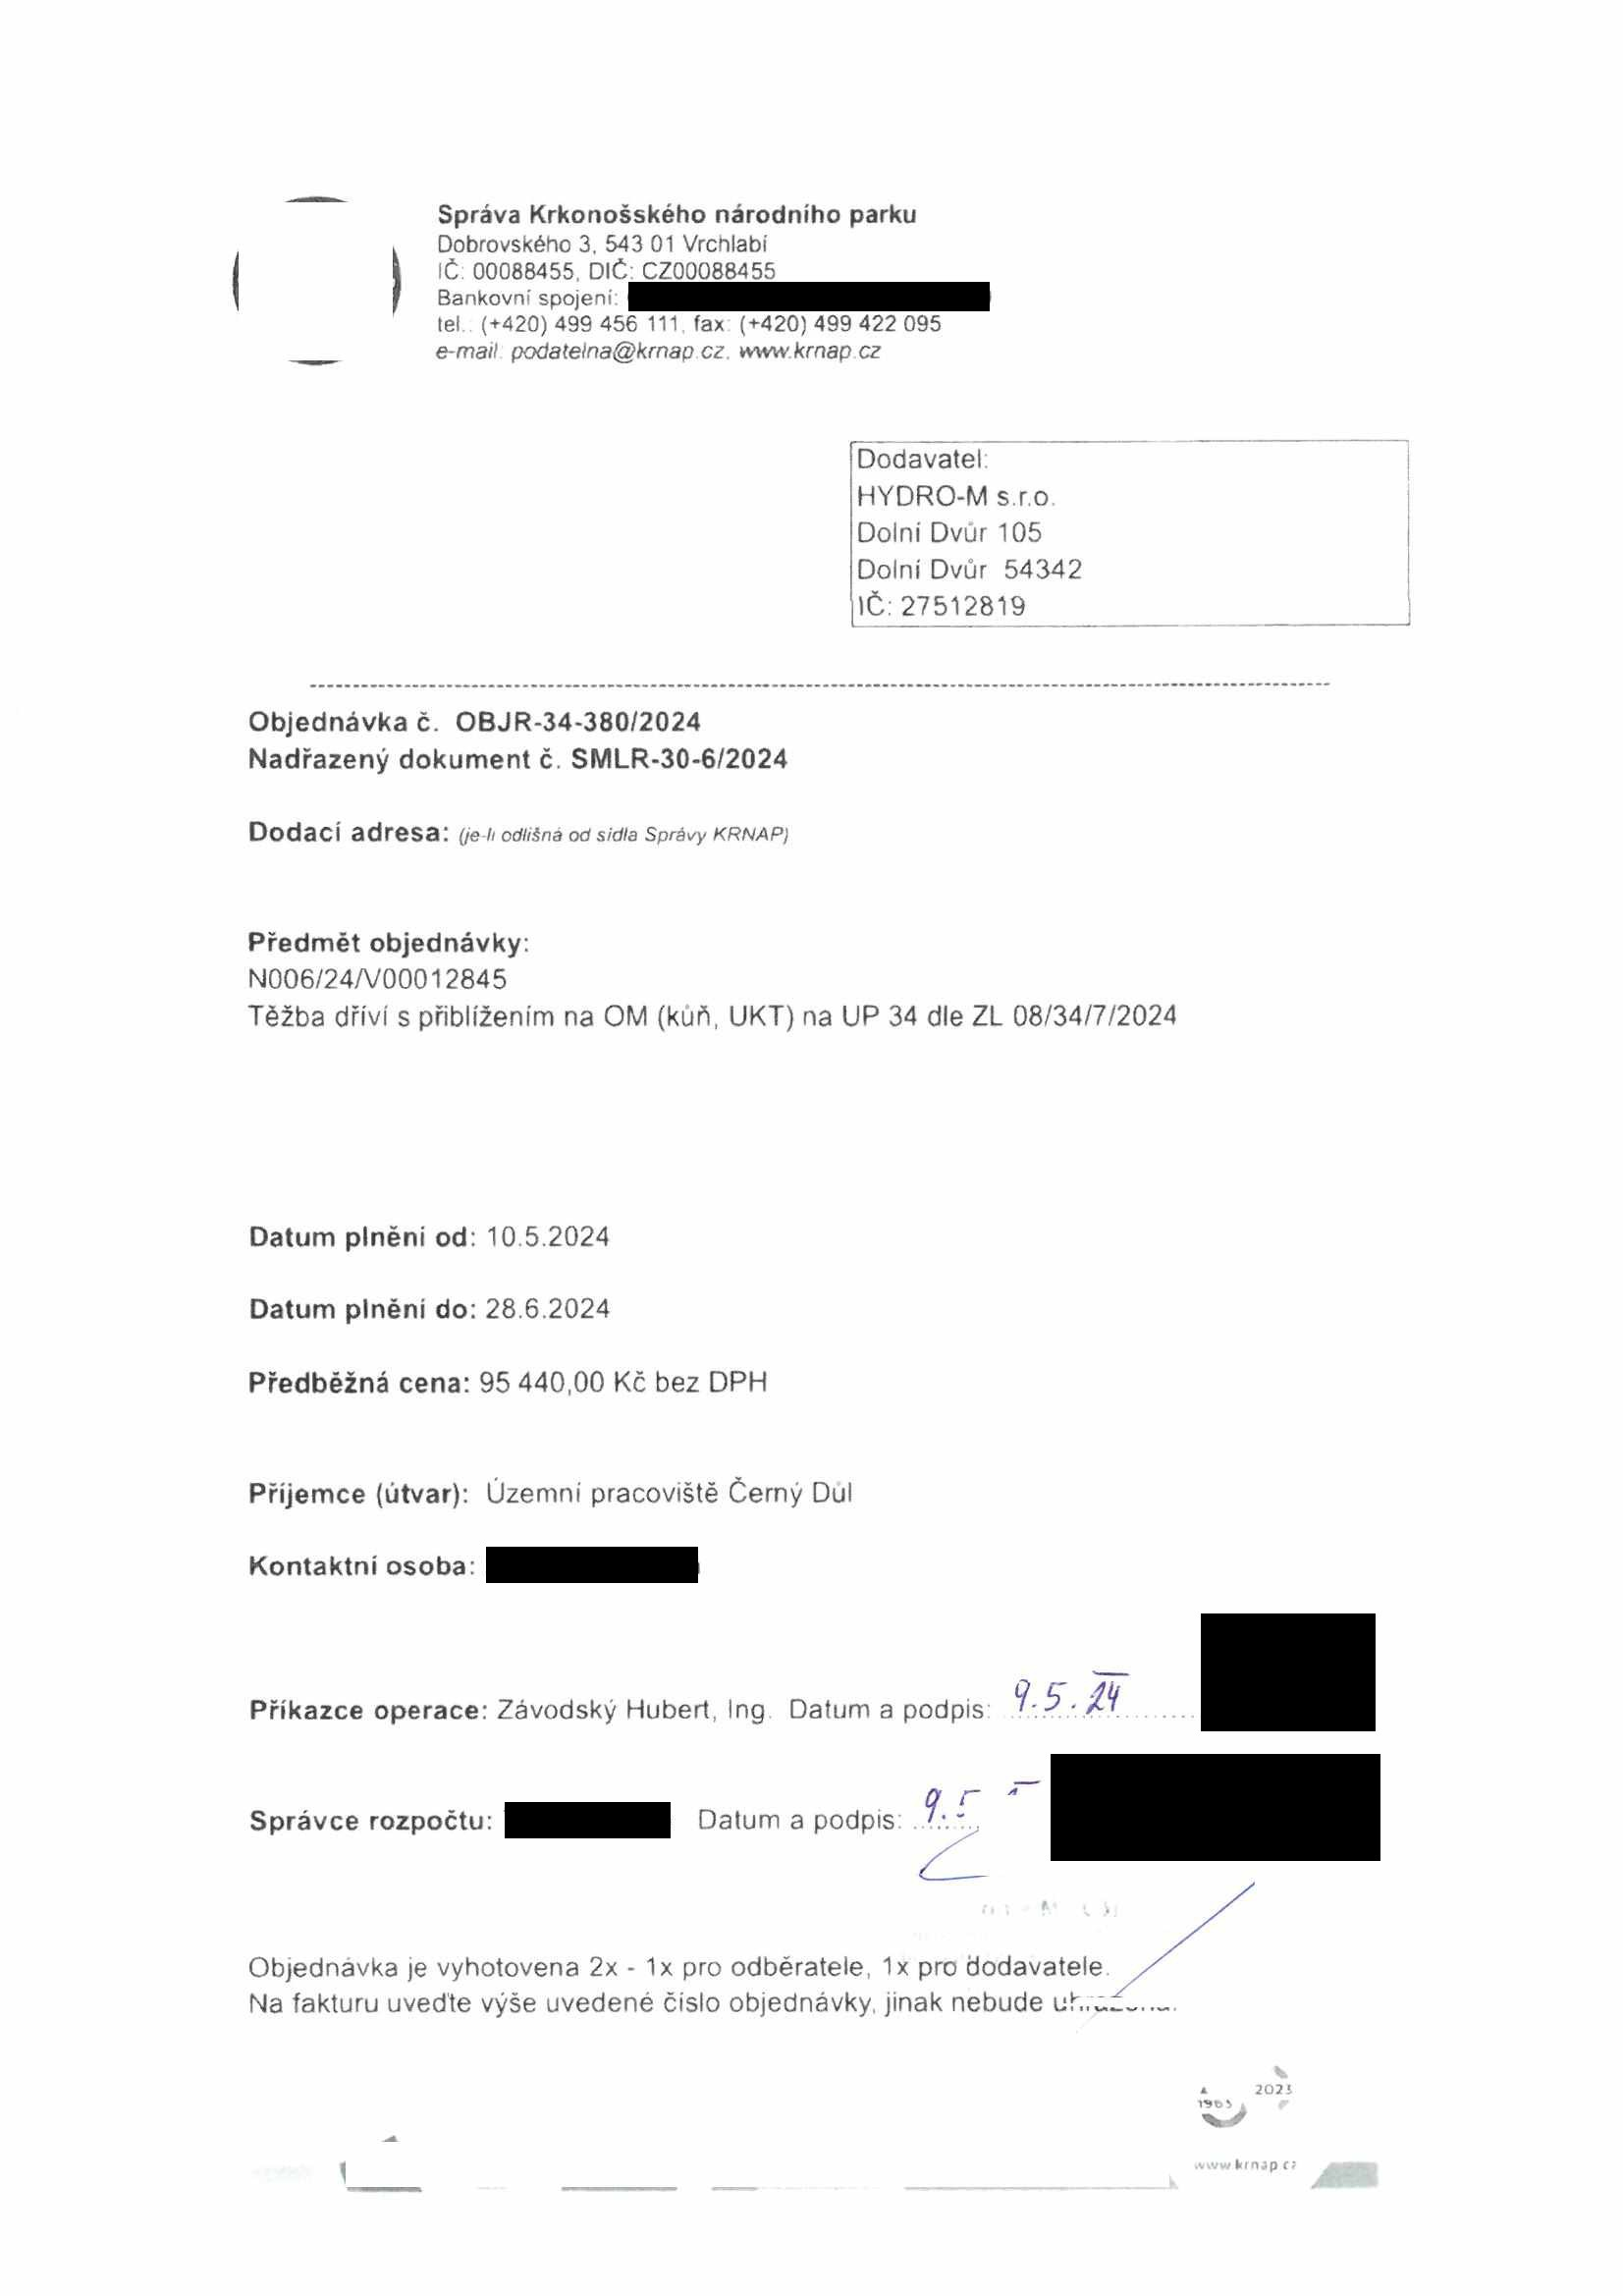 Správa Krkonošského národního parku
Dobrovského 3, 543 01 Vrchlabí
IČ: 00088455, DIČ: CZ00088455
Bankovní spojení:
tel.: (+420) 499 456 111, fax: (+420) 499 422 095
e-mail: podatelna@krnap.cz, www.krnap.cz
Dodavatel:
HYDRO-M s.r.o.
Dolní Dvůr 105
Dolní Dvůr 54342
IČ: 27512819
Objednávka č. OBJR-34-380/2024
Nadřazený dokument č. SMLR-30-6/2024
Dodací adresa: (je-li odlišná od sídla Správy KRNAP)
Předmět objednávky:
N006/24/V00012845
Těžba dříví s přiblížením na OM (kůň, UKT) na UP 34 dle ZL 08/34/7/2024
Datum plnění od: 10.5.2024
Datum plnění do: 28.6.2024
Předběžná cena: 95 440,00 Kč bez DPH
Příjemce (útvar): Územní pracoviště Černý Důl
Kontaktní osoba:
Příkazce operace: Závodský Hubert, Ing. Datum a podpis: 9.5.24
Správce rozpočtu: Datum a podpis: 9.5
Objednávka je vyhotovena 2x - 1x pro odběratele, 1x pro dodavatele.
Na fakturu uveďte výše uvedené číslo objednávky, jinak nebude
1963 2023
www.krnap.cz